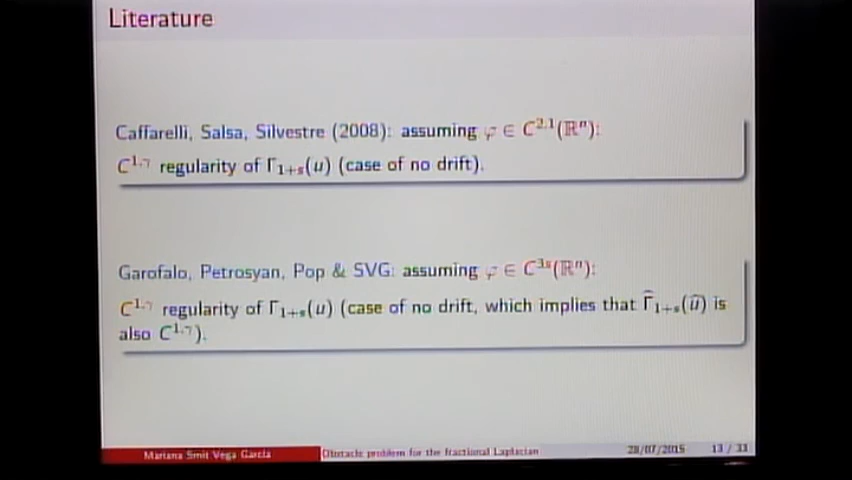 Literature
Caffarelli, Salsa, Silvestre (2008): assuming φ ∈ C^{2,1}(ℝ^n):
C^{1,γ} regularity of Γ_{1+s}(u) (case of no drift).
Garofalo, Petrosyan, Pop & SVG: assuming φ ∈ C^{3s}(ℝ^n):
C^{1,γ} regularity of Γ_{1+s}(u) (case of no drift, which implies that Γ̂_{1+s}(û) is
also C^{1,γ}).
Mariana Smit Vega Garcia Obstacle problem for the fractional Laplacian 28/07/2015 13 / 33